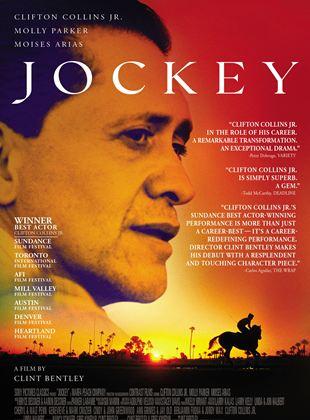 CLIFTON COLLINS JR.
MOLLY PARKER
MOISES ARIAS
JOCKEY
"CLIFTON COLLINS JR.
IN THE ROLE OF HIS CAREER.
A REMARKABLE TRANSFORMATION.
AN EXCEPTIONAL DRAMA."
-Peter Debruge, VARIETY
"CLIFTON COLLINS JR.
IS SIMPLY SUPERB.
A GEM."
-Todd McCarthy, DEADLINE
"CLIFTON COLLINS JR.'S
SUNDANCE BEST ACTOR-WINNING
PERFORMANCE IS MORE THAN JUST
A CAREER-BEST — IT'S A CAREER-
REDEFINING PERFORMANCE.
DIRECTOR CLINT BENTLEY MAKES
HIS DEBUT WITH A RESPLENDENT
AND TOUCHING CHARACTER PIECE."
-Carlos Aguilar, THE WRAP
WINNER
BEST ACTOR
CLIFTON COLLINS JR.
SUNDANCE
FILM FESTIVAL
TORONTO
INTERNATIONAL
FILM FESTIVAL
AFI
FILM FESTIVAL
MILL VALLEY
FILM FESTIVAL
AUSTIN
FILM FESTIVAL
DENVER
FILM FESTIVAL
HEARTLAND
FILM FESTIVAL
A FILM BY
CLINT BENTLEY